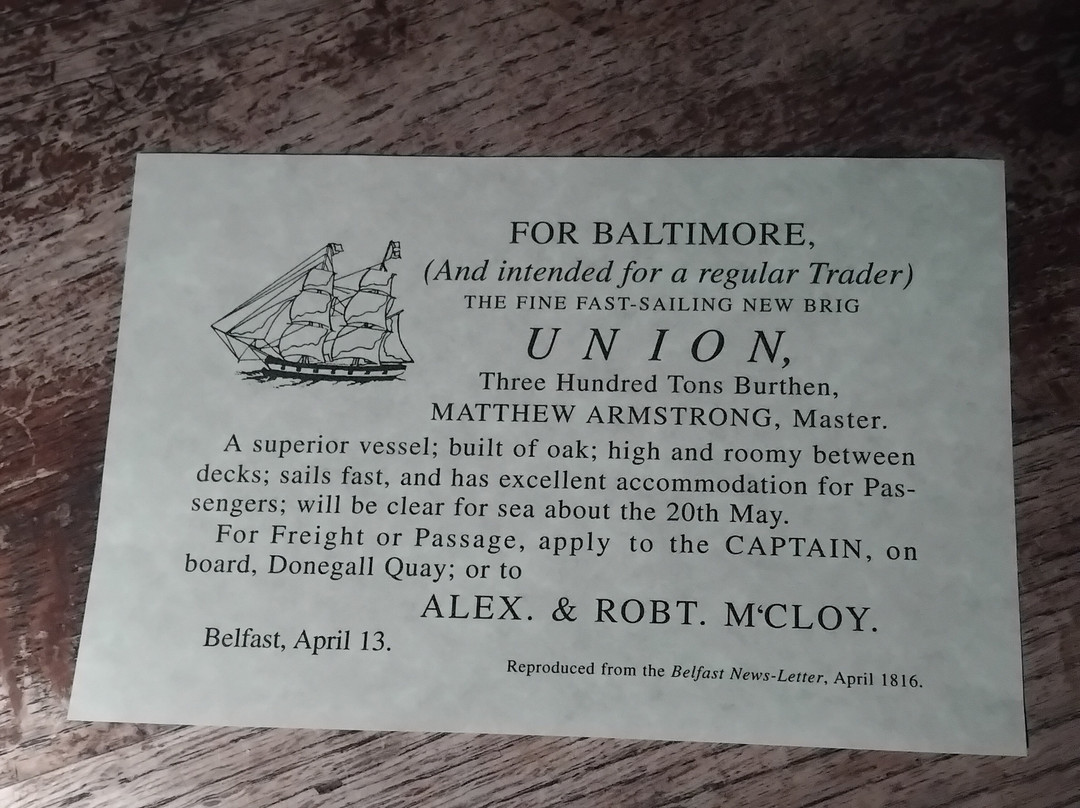 FOR BALTIMORE,
(And intended for a regular Trader)
THE FINE FAST-SAILING NEW BRIG
UNION,
Three Hundred Tons Burthen,
MATTHEW ARMSTRONG, Master.
A superior vessel; built of oak; high and roomy between
decks; sails fast, and has excellent accommodation for Pas-
sengers; will be clear for sea about the 20th May.
For Freight or Passage, apply to the CAPTAIN, on
board, Donegall Quay; or to
ALEX. & ROBT. M‘CLOY.
Belfast, April 13.
Reproduced from the Belfast News-Letter, April 1816.